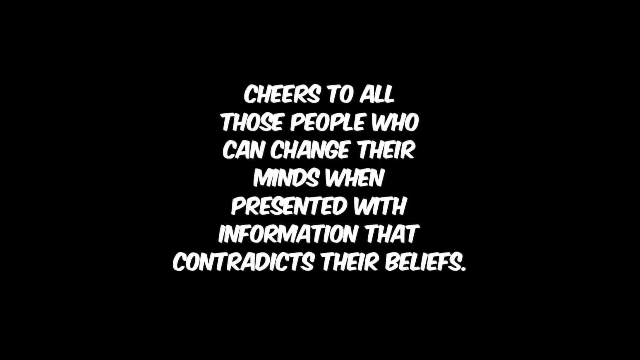 CHEERS TO ALL
THOSE PEOPLE WHO
CAN CHANGE THEIR
MINDS WHEN
PRESENTED WITH
INFORMATION THAT
CONTRADICTS THEIR BELIEFS.